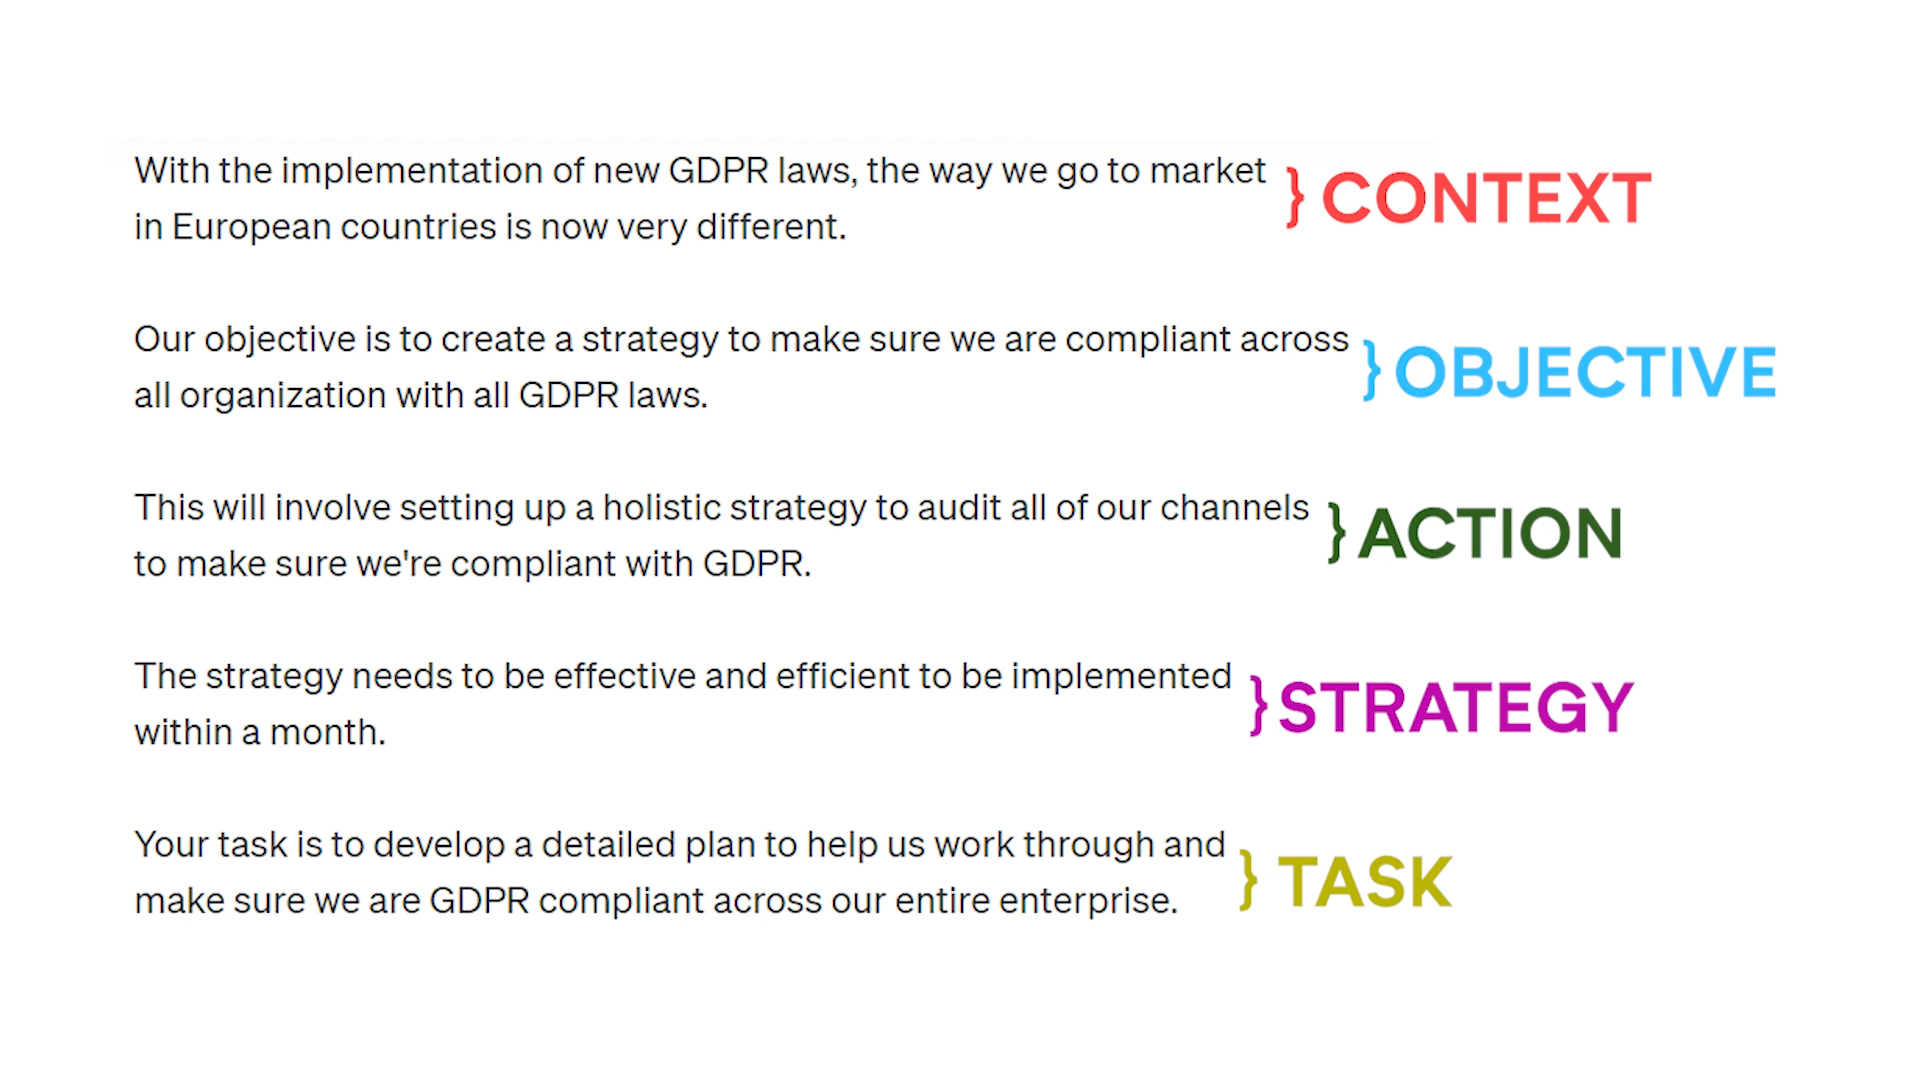 With the implementation of new GDPR laws, the way we go to market
in European countries is now very different.
} CONTEXT
Our objective is to create a strategy to make sure we are compliant across
all organization with all GDPR laws.
} OBJECTIVE
This will involve setting up a holistic strategy to audit all of our channels
to make sure we're compliant with GDPR.
} ACTION
The strategy needs to be effective and efficient to be implemented
within a month.
} STRATEGY
Your task is to develop a detailed plan to help us work through and
make sure we are GDPR compliant across our entire enterprise.
} TASK